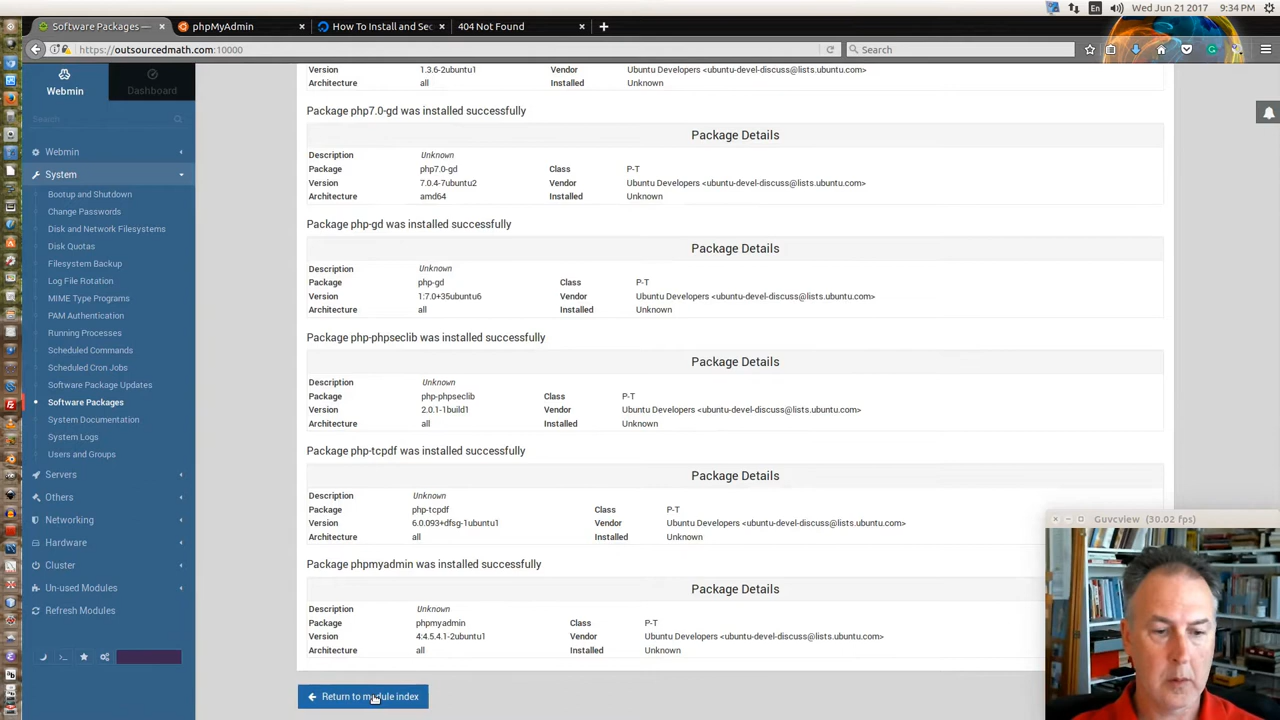 En
Wed Jun 21 2017
9:34 PM
Software Packages —
phpMyAdmin
How To Install and Sec
404 Not Found
https://outsourcedmath.com:10000
Search
Webmin
Dashboard
Search
Webmin
System
Bootup and Shutdown
Change Passwords
Disk and Network Filesystems
Disk Quotas
Filesystem Backup
Log File Rotation
MIME Type Programs
PAM Authentication
Running Processes
Scheduled Commands
Scheduled Cron Jobs
Software Package Updates
Software Packages
System Documentation
System Logs
Users and Groups
Servers
Others
Networking
Hardware
Cluster
Un-used Modules
Refresh Modules
Version 1.3.6-2ubuntu1 Vendor Ubuntu Developers <ubuntu-devel-discuss@lists.ubuntu.com>
Architecture all Installed Unknown
Package php7.0-gd was installed successfully
Package Details
Description Unknown
Package php7.0-gd Class P-T
Version 7.0.4-7ubuntu2 Vendor Ubuntu Developers <ubuntu-devel-discuss@lists.ubuntu.com>
Architecture amd64 Installed Unknown
Package php-gd was installed successfully
Package Details
Description Unknown
Package php-gd Class P-T
Version 1:7.0+35ubuntu6 Vendor Ubuntu Developers <ubuntu-devel-discuss@lists.ubuntu.com>
Architecture all Installed Unknown
Package php-phpseclib was installed successfully
Package Details
Description Unknown
Package php-phpseclib Class P-T
Version 2.0.1-1build1 Vendor Ubuntu Developers <ubuntu-devel-discuss@lists.ubuntu.com>
Architecture all Installed Unknown
Package php-tcpdf was installed successfully
Package Details
Description Unknown
Package php-tcpdf Class P-T
Version 6.0.093+dfsg-1ubuntu1 Vendor Ubuntu Developers <ubuntu-devel-discuss@lists.ubuntu.com>
Architecture all Installed Unknown
Package phpmyadmin was installed successfully
Package Details
Description Unknown
Package phpmyadmin Class P-T
Version 4:4.5.4.1-2ubuntu1 Vendor Ubuntu Developers <ubuntu-devel-discuss@lists.ubuntu.com>
Architecture all Installed Unknown
Return to module index
Guvcview (30.02 fps)